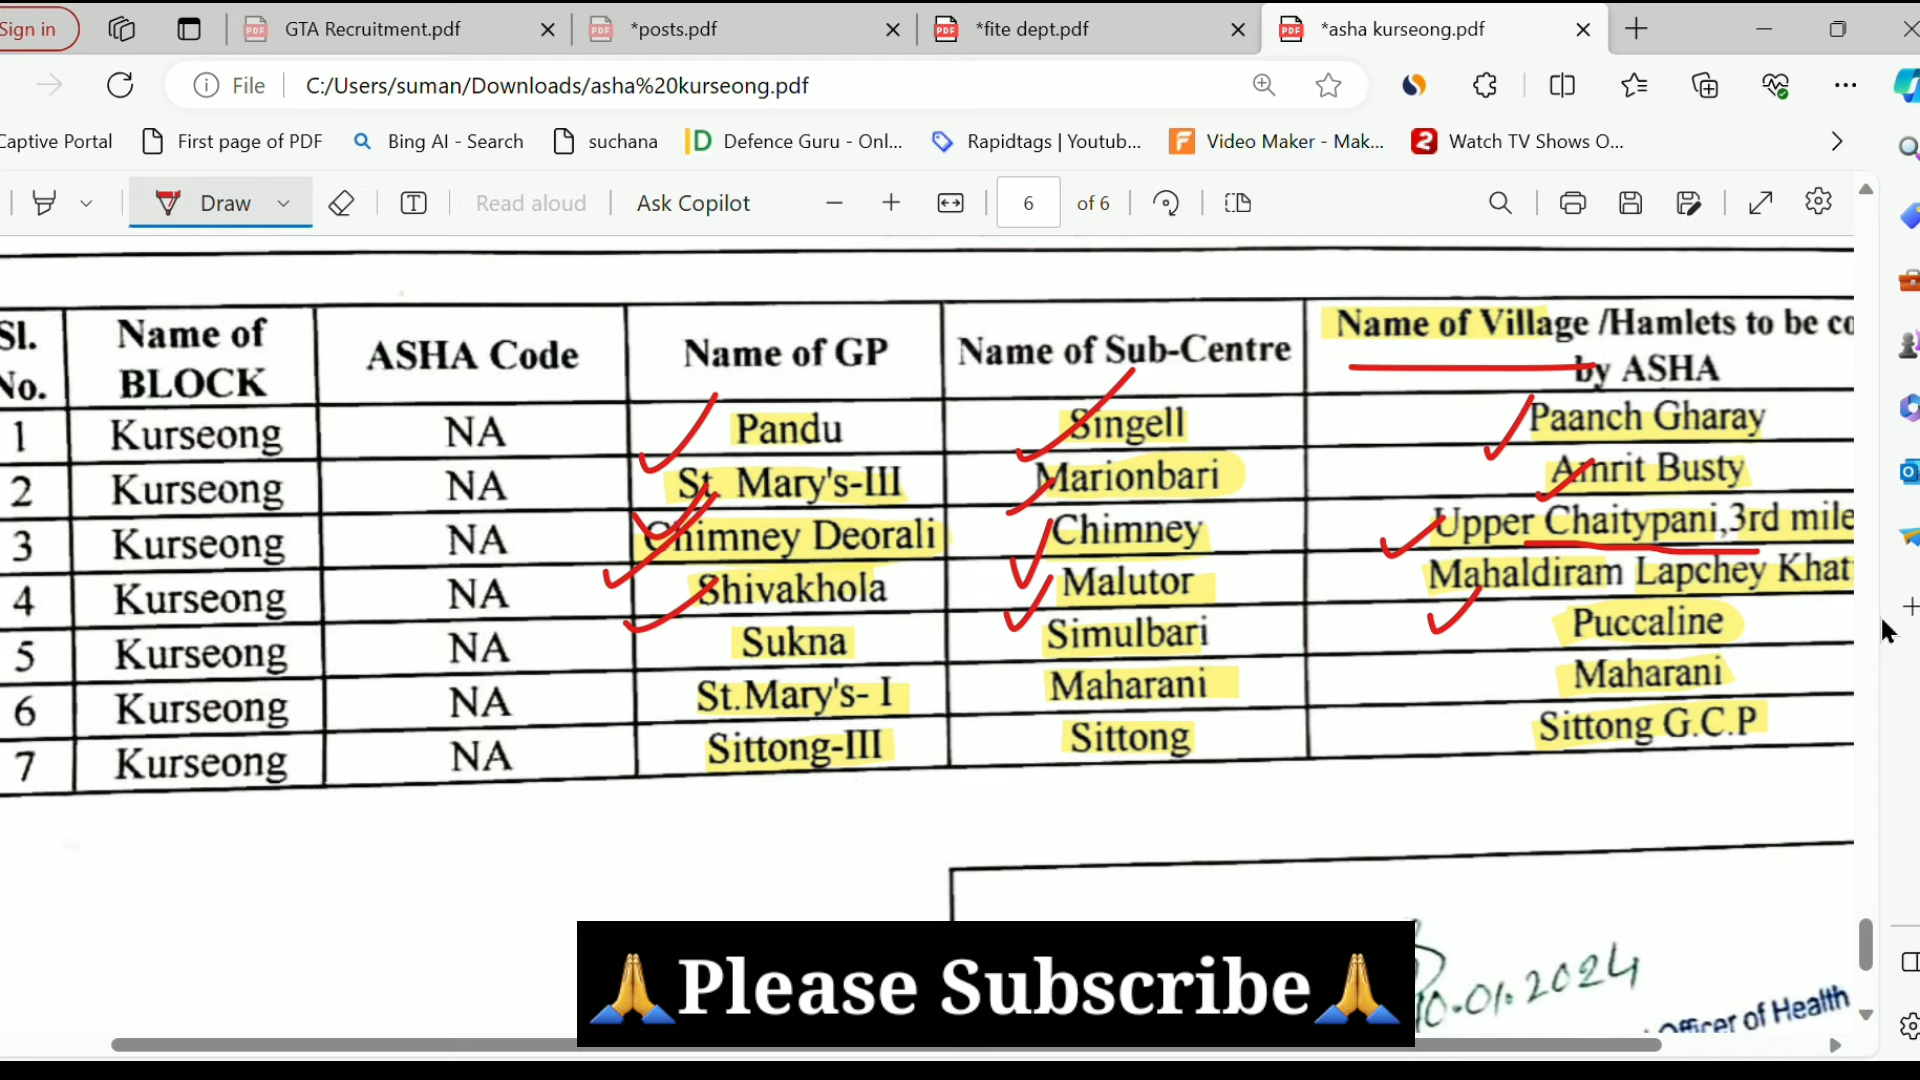 Sign in
GTA Recruitment.pdf
*posts.pdf
*fite dept.pdf
*asha kurseong.pdf
File C:/Users/suman/Downloads/asha%20kurseong.pdf
Captive Portal
First page of PDF
Bing AI - Search
suchana
Defence Guru - Onl...
Rapidtags | Youtub...
Video Maker - Mak...
Watch TV Shows O...
Draw
Read aloud
Ask Copilot
6 of 6
Sl. No. Name of BLOCK ASHA Code Name of GP Name of Sub-Centre Name of Village /Hamlets to be co
by ASHA
1 Kurseong NA Pandu Singell Paanch Gharay
2 Kurseong NA St. Mary's-III Marionbari Amrit Busty
3 Kurseong NA Chimney Deorali Chimney Upper Chaitypani,3rd mile
4 Kurseong NA Shivakhola Malutor Mahaldiram Lapchey Khat
5 Kurseong NA Sukna Simulbari Puccaline
6 Kurseong NA St.Mary's- I Maharani Maharani
7 Kurseong NA Sittong-III Sittong Sittong G.C.P
🙏Please Subscribe🙏
10.01.2024
Officer of Health